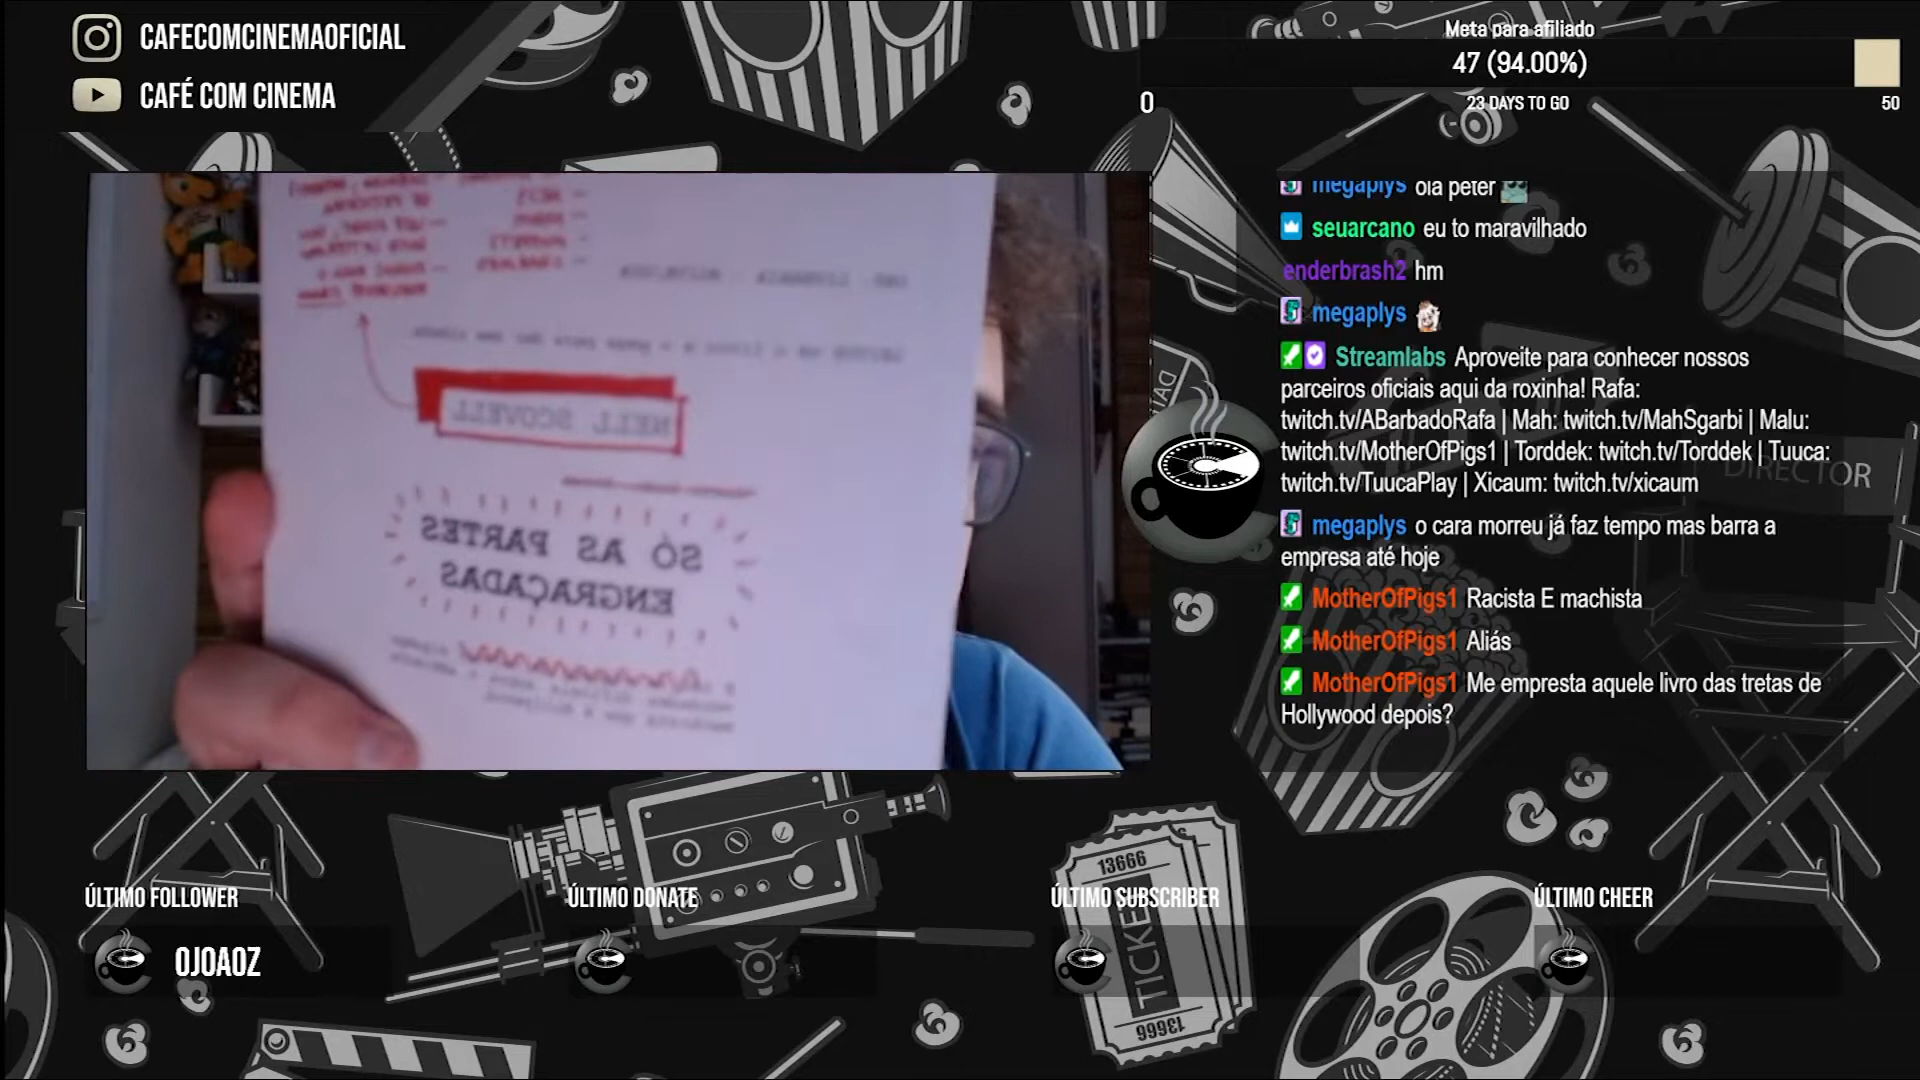 CAFECOMCINEMAOFICIAL
CAFÉ COM CINEMA
Meta para afiliado
47 (94.00%)
0
23 DAYS TO GO
50
megaplys ola peter
seuarcano eu to maravilhado
enderbrash2 hm
megaplys
Streamlabs Aproveite para conhecer nossos
parceiros oficiais aqui da roxinha! Rafa:
twitch.tv/ABarbadoRafa | Mah: twitch.tv/MahSgarbi | Malu:
twitch.tv/MotherOfPigs1 | Torddek: twitch.tv/Torddek | Tuuca:
twitch.tv/TuucaPlay | Xicaum: twitch.tv/xicaum
megaplys o cara morreu já faz tempo mas barra a
empresa até hoje
MotherOfPigs1 Racista E machista
MotherOfPigs1 Aliás
MotherOfPigs1 Me empresta aquele livro das tretas de
Hollywood depois?
NELL SCOVELL
SÓ AS PARTES
ENGRAÇADAS
DIRECTOR
13666
TICKE
13666
ÚLTIMO FOLLOWER
OJOAOZ
ÚLTIMO DONATE
ÚLTIMO SUBSCRIBER
ÚLTIMO CHEER